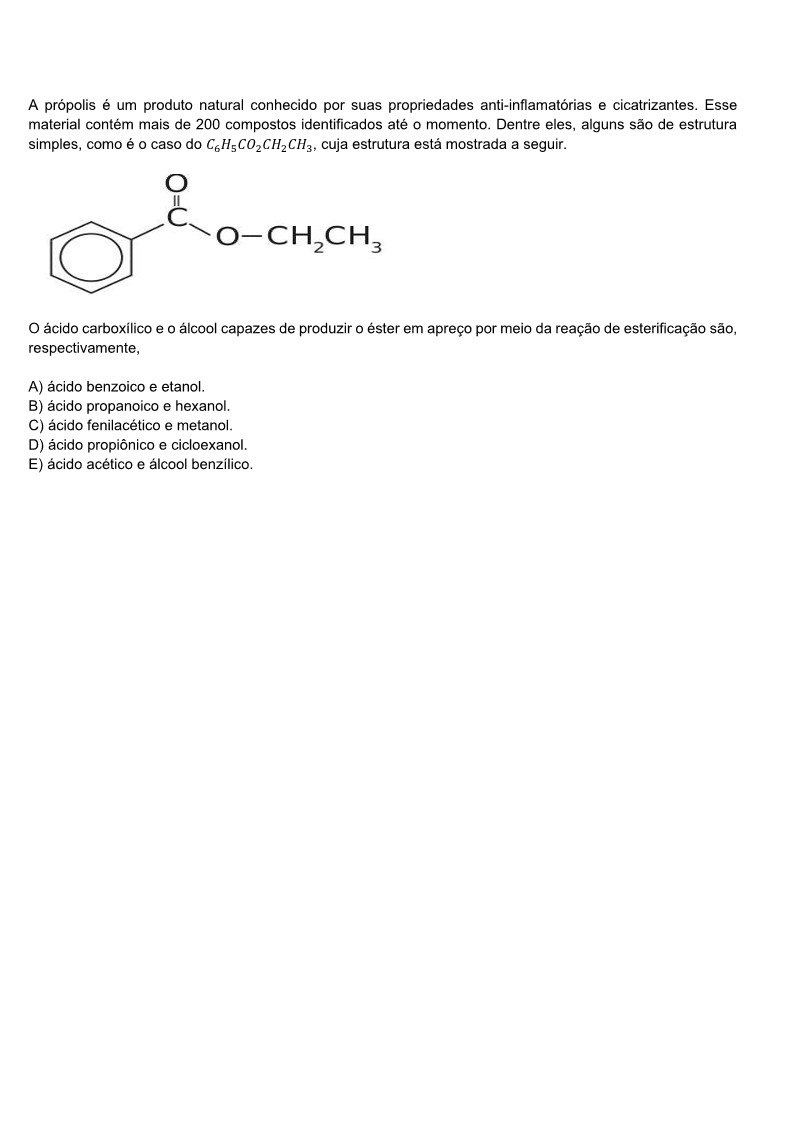 A própolis é um produto natural conhecido por suas propriedades anti-inflamatórias e cicatrizantes. Esse
material contém mais de 200 compostos identificados até o momento. Dentre eles, alguns são de estrutura
simples, como é o caso do C₆H₅CO₂CH₂CH₃, cuja estrutura está mostrada a seguir.
O
C
O—CH₂CH₃
O ácido carboxílico e o álcool capazes de produzir o éster em apreço por meio da reação de esterificação são,
respectivamente,
A) ácido benzoico e etanol.
B) ácido propanoico e hexanol.
C) ácido fenilacético e metanol.
D) ácido propiônico e cicloexanol.
E) ácido acético e álcool benzílico.